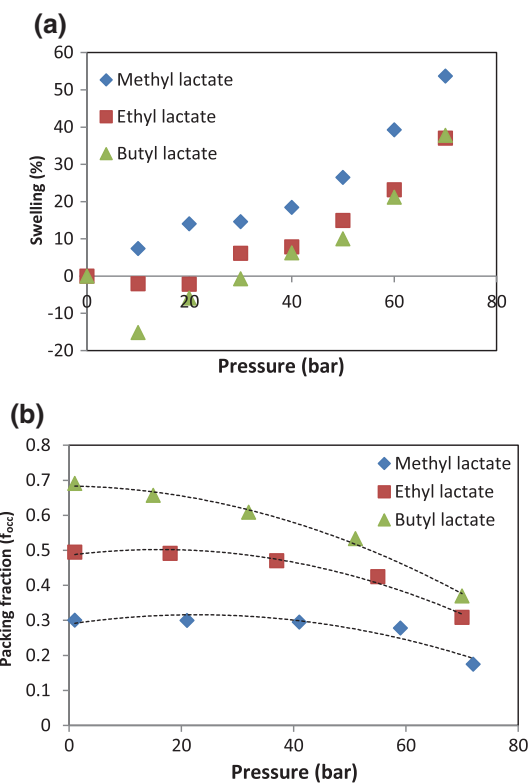 (a)
60
50
40
30
20
10
0
-10
-20
0
20
40
60
80
Swelling (%)
Pressure (bar)
Methyl lactate
Ethyl lactate
Butyl lactate
(b)
0.8
0.7
0.6
0.5
0.4
0.3
0.2
0.1
0
0
20
40
60
80
Packing fraction (focc)
Pressure (bar)
Methyl lactate
Ethyl lactate
Butyl lactate